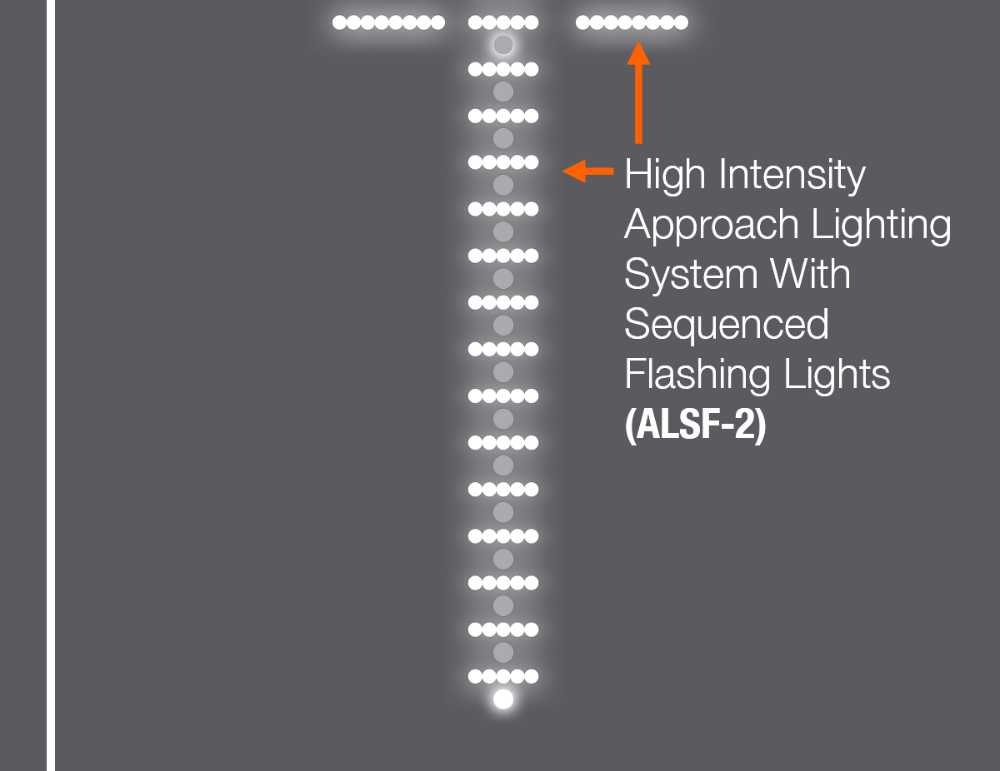 High Intensity
Approach Lighting
System With
Sequenced
Flashing Lights
(ALSF-2)